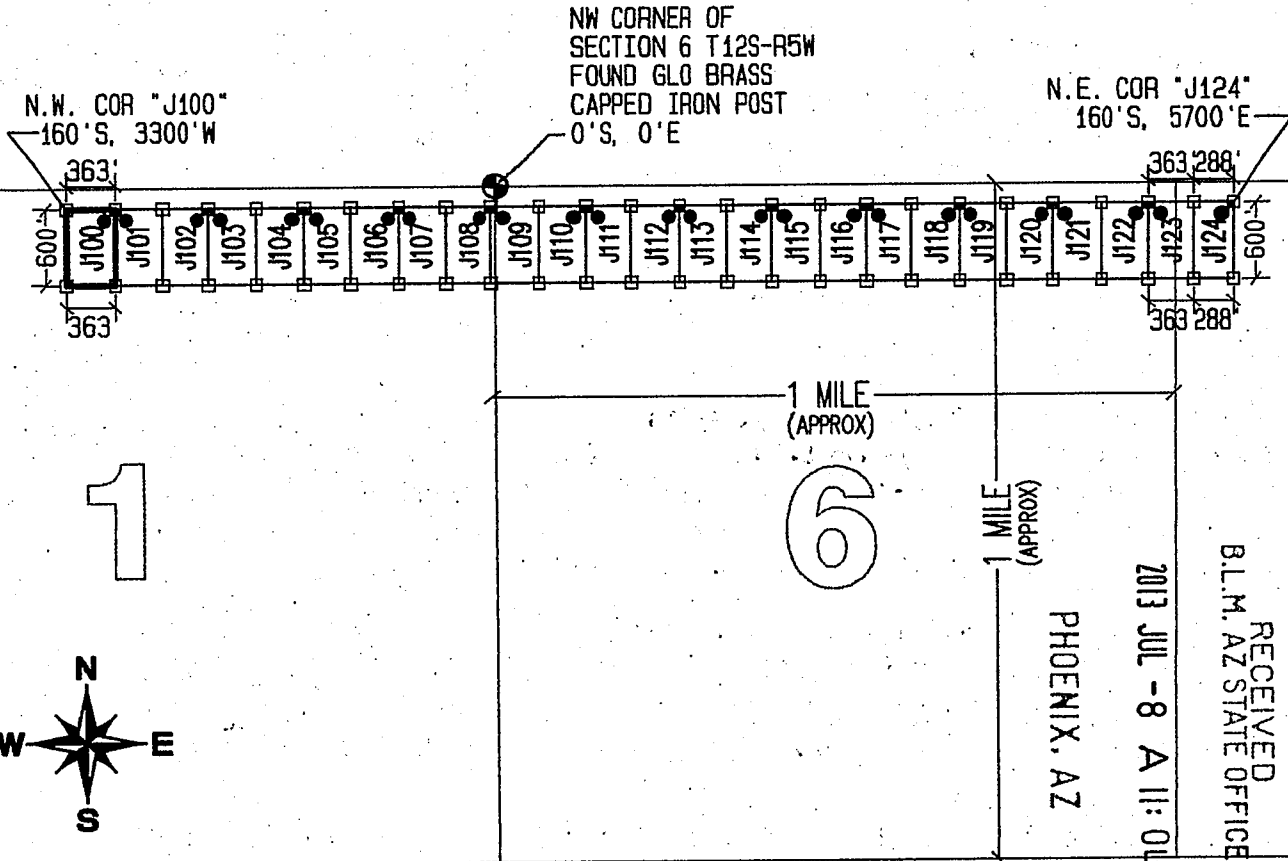 NW CORNER OF
SECTION 6 T12S-R5W
FOUND GLO BRASS
CAPPED IRON POST
0'S, 0'E
N.W. COR "J100"
160'S, 3300'W
N.E. COR "J124"
160'S, 5700'E
363'
363' 288'
600'
J100
J101
J102
J103
J104
J105
J106
J107
J108
J109
J110
J111
J112
J113
J114
J115
J116
J117
J118
J119
J120
J121
J122
J123
J124
600'
363'
363' 288'
1 MILE
(APPROX)
1
6
1 MILE
(APPROX)
N
W E
S
RECEIVED
B.L.M. AZ STATE OFFICE
2013 JUL -8 A 11:
PHOENIX, AZ